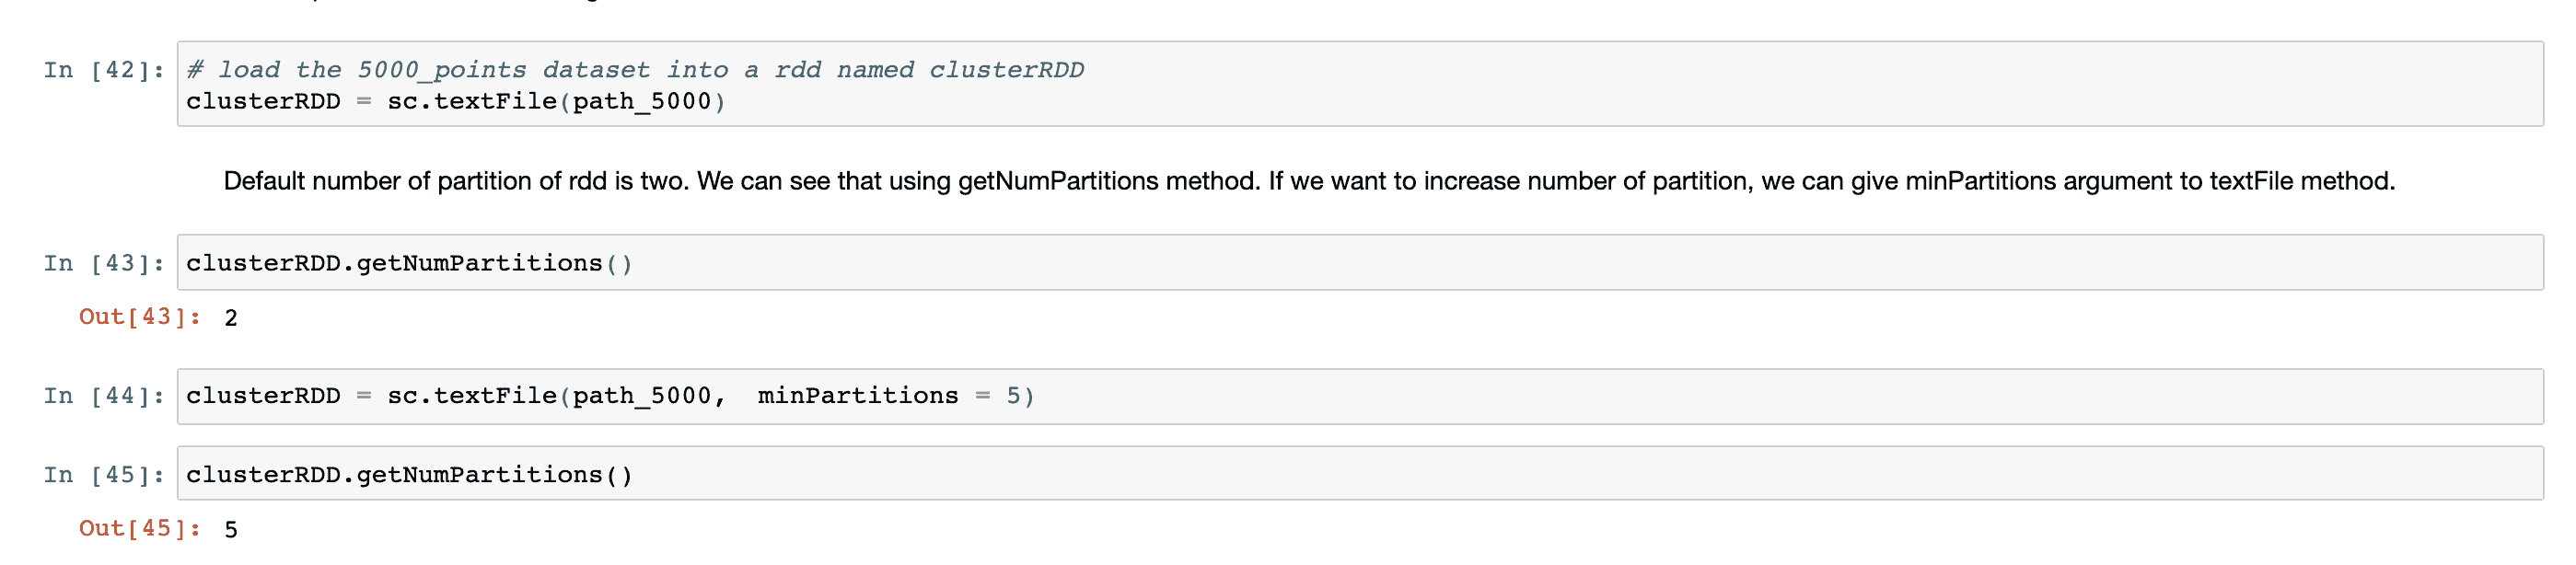 In [42]: # load the 5000_points dataset into a rdd named clusterRDD
clusterRDD = sc.textFile(path_5000)
Default number of partition of rdd is two. We can see that using getNumPartitions method. If we want to increase number of partition, we can give minPartitions argument to textFile method.
In [43]: clusterRDD.getNumPartitions()
Out[43]: 2
In [44]: clusterRDD = sc.textFile(path_5000,  minPartitions = 5)
In [45]: clusterRDD.getNumPartitions()
Out[45]: 5